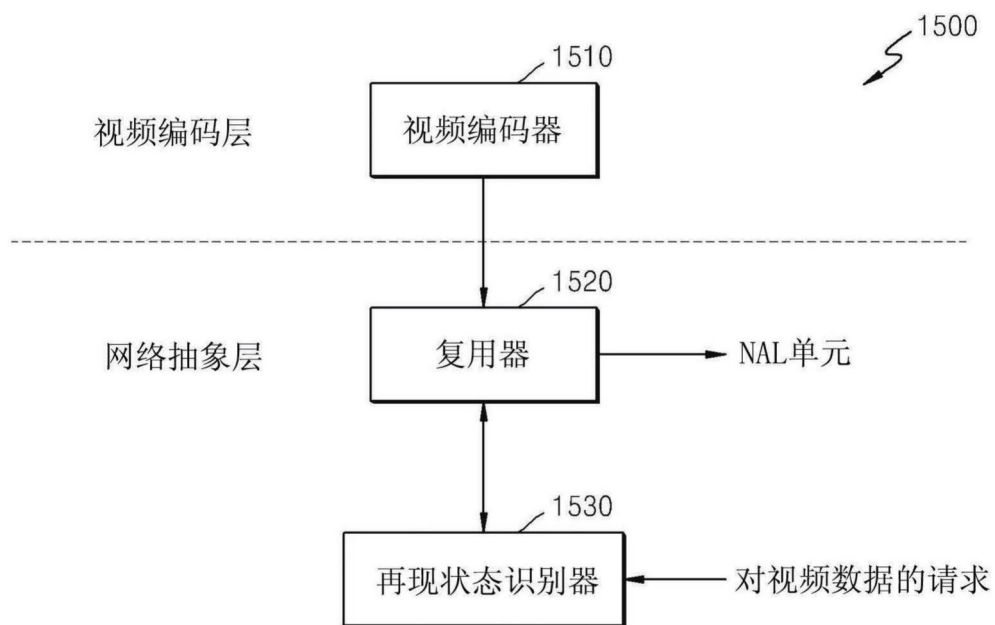 1500
1510
视频编码层
视频编码器
1520
网络抽象层
复用器
NAL单元
1530
再现状态识别器
对视频数据的请求